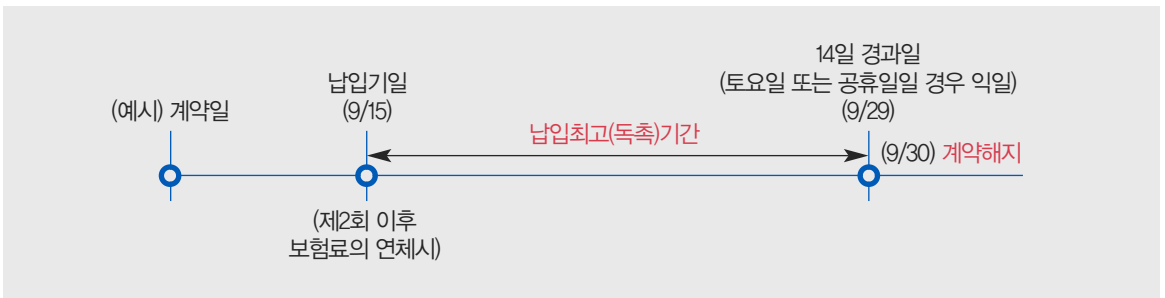 (예시) 계약일
납입기일
(9/15)
(제2회 이후
보험료의 연체시)
납입최고(독촉)기간
14일 경과일
(토요일 또는 공휴일일 경우 익일)
(9/29)
(9/30) 계약해지